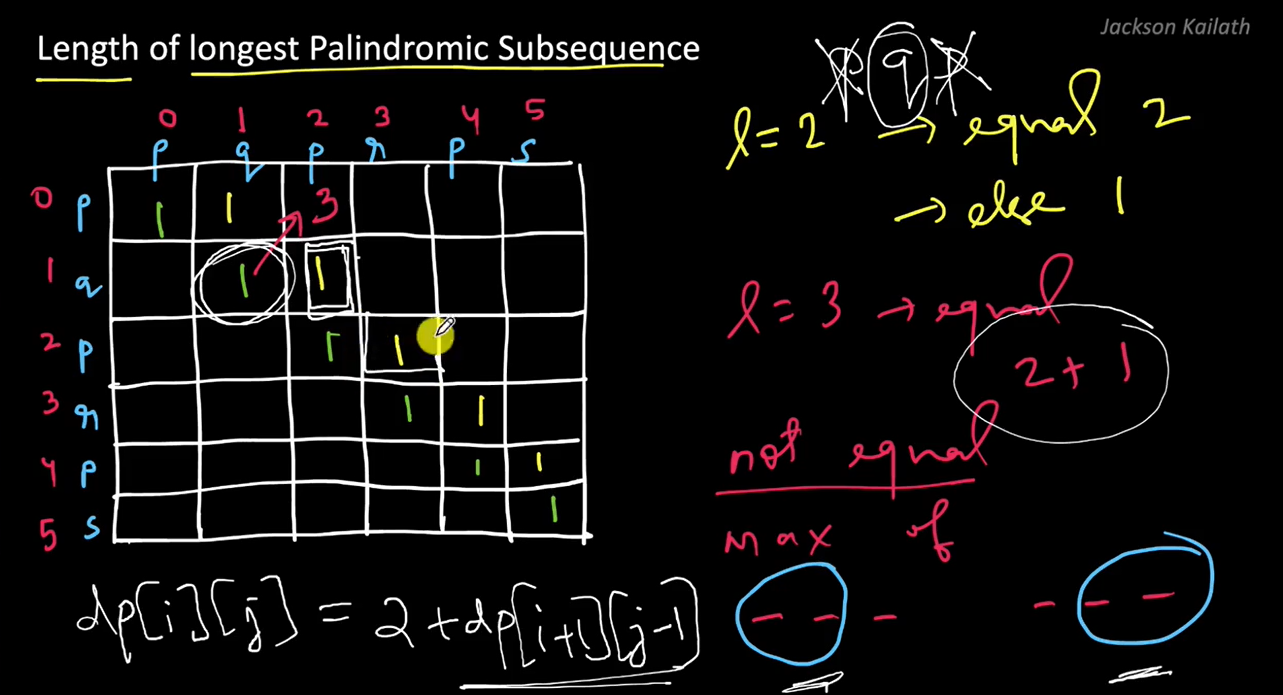 Jackson Kailath
Length of longest Palindromic Subsequence
p q p
l = 2 → equal 2
→ else 1
0 1 2 3 4 5
p q p r p s
0 p 1 1 3
1 q 1 1
2 p 1 1
3 r 1 1
4 p 1 1
5 s 1
l = 3 → equal
2 + 1
not equal
max of
_ _ _ _ _ _
dp[i][j] = 2 + dp[i+1][j-1]